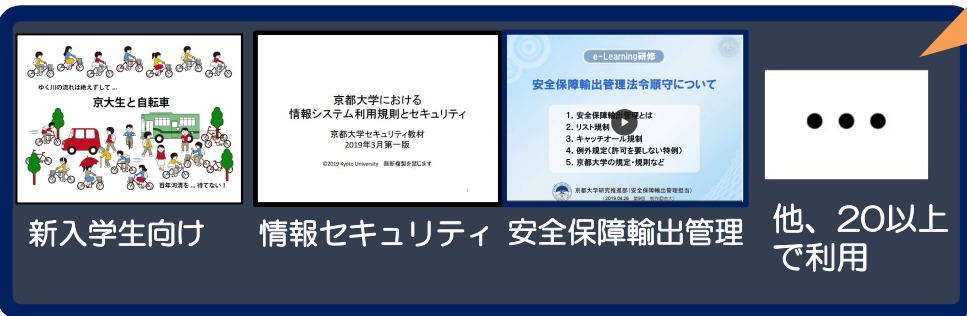 ゆく川の流れは絶えずして...
京大生と自転車
百年河清を... 待てない！
新入学生向け
京都大学における
情報システム利用規則とセキュリティ
京都大学セキュリティ教材
2019年3月第一版
©2019 Kyoto University 無断複製を禁じます
1
情報セキュリティ
e-Learning研修
安全保障輸出管理法令順守について
1. 安全保障輸出管理とは
2. リスト規制
3. キャッチオール規制
4. 例外規定（許可を要しない特例）
5. 京都大学の規定・規則など
京都大学研究推進部（安全保障輸出管理担当）
安全保障輸出管理
•••
他、20以上
で利用